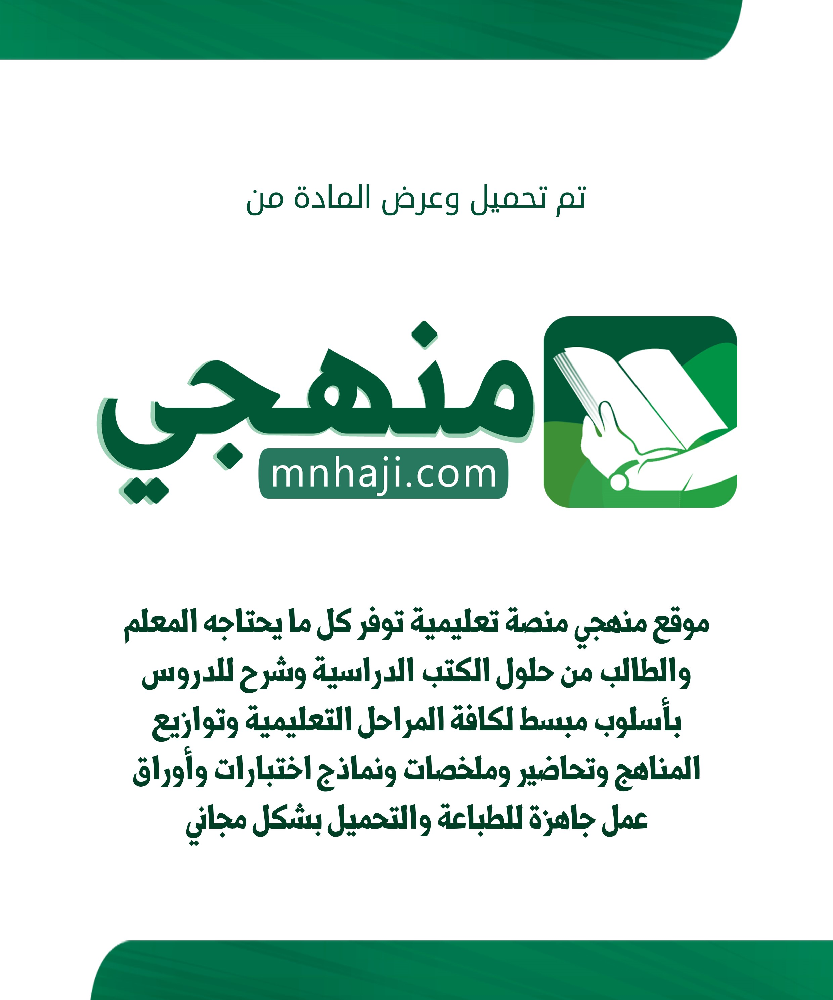 تم تحميل وعرض المادة من
منهجي
mnhaji.com
موقع منهجي منصة تعليمية توفر كل ما يحتاجه المعلم
والطالب من حلول الكتب الدراسية وشرح للدروس
بأسلوب مبسط لكافة المراحل التعليمية وتوازيع
المناهج وتحاضير وملخصات ونماذج اختبارات وأوراق
عمل جاهزة للطباعة والتحميل بشكل مجاني